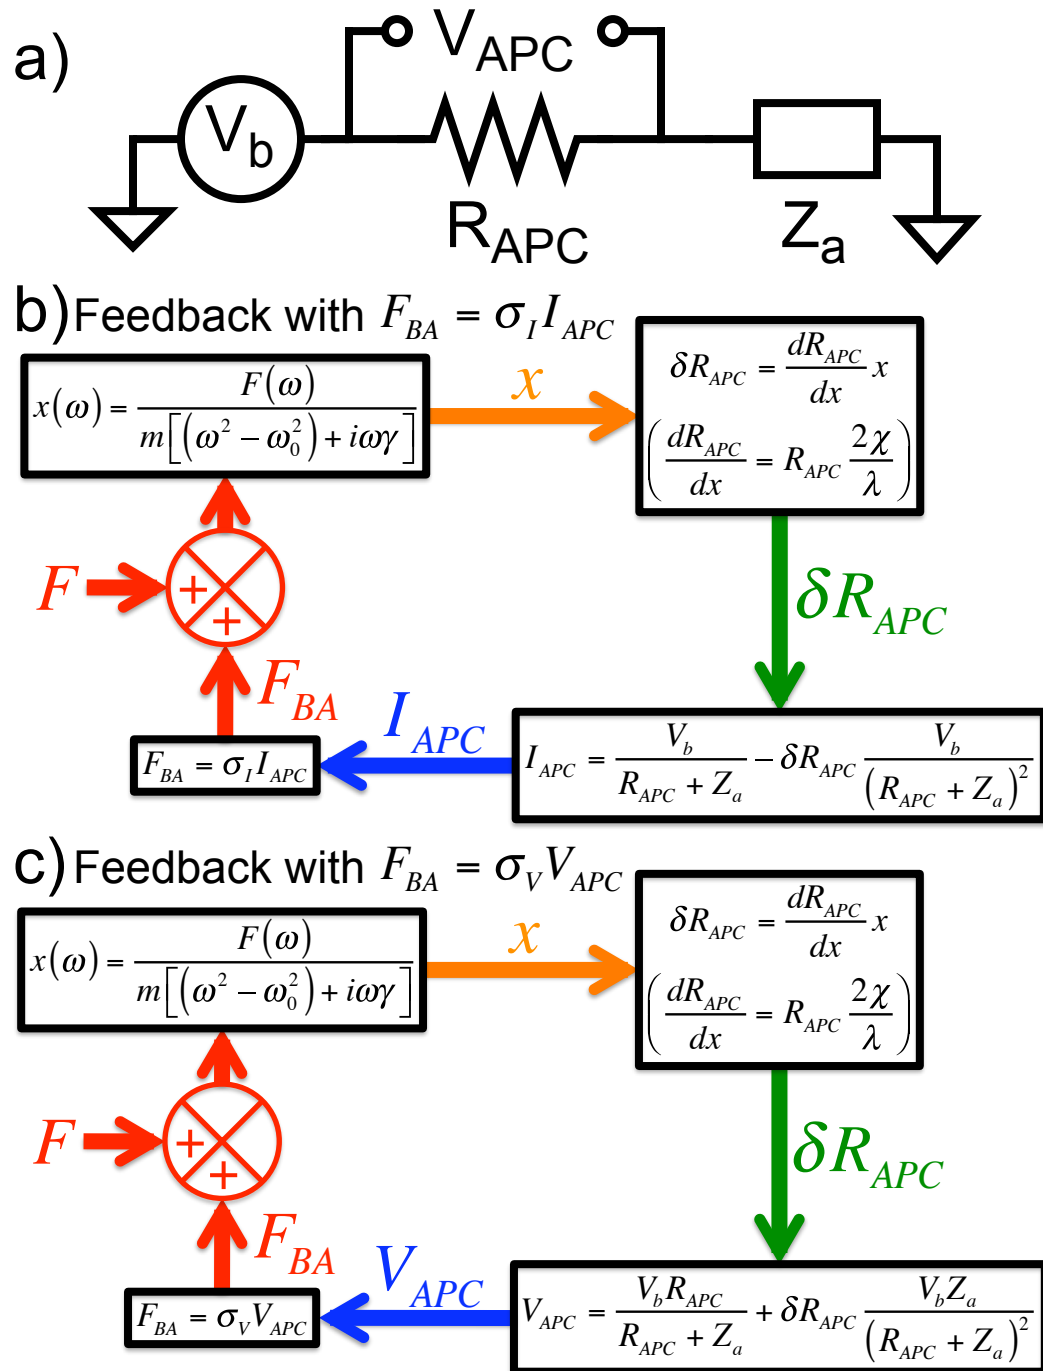 a)
V_APC
V_b
R_APC
Z_a
b) Feedback with F_BA = σ_I I_APC
x(ω) = F(ω) / m[(ω² − ω₀²) + iωγ]
x
δR_APC = dR_APC/dx x
(dR_APC/dx = R_APC 2χ/λ)
F
+
+
δR_APC
F_BA
I_APC
F_BA = σ_I I_APC
I_APC = V_b/(R_APC + Z_a) − δR_APC V_b/(R_APC + Z_a)²
c) Feedback with F_BA = σ_V V_APC
x(ω) = F(ω) / m[(ω² − ω₀²) + iωγ]
x
δR_APC = dR_APC/dx x
(dR_APC/dx = R_APC 2χ/λ)
F
+
+
δR_APC
F_BA
V_APC
F_BA = σ_V V_APC
V_APC = V_b R_APC/(R_APC + Z_a) + δR_APC V_b Z_a/(R_APC + Z_a)²